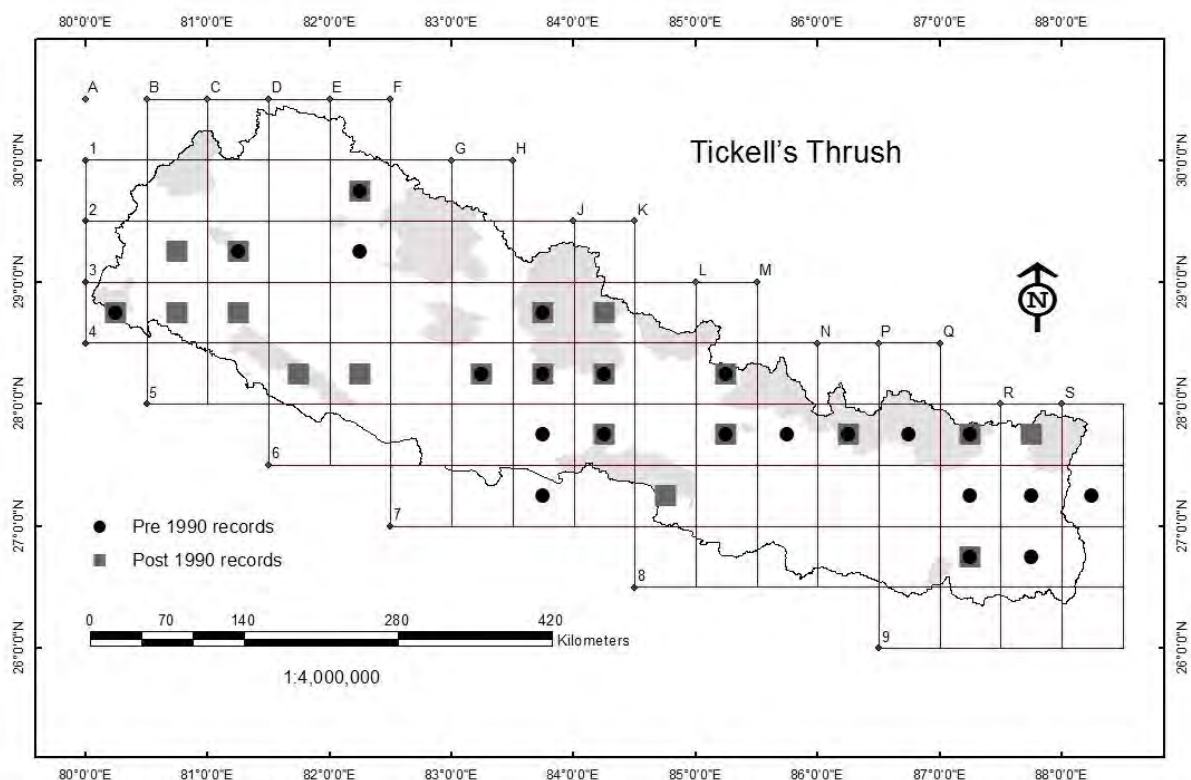 80°0'0"E 81°0'0"E 82°0'0"E 83°0'0"E 84°0'0"E 85°0'0"E 86°0'0"E 87°0'0"E 88°0'0"E
A B C D E F
Tickell's Thrush
1 G H
30°0'0"N 30°0'0"N
2 J K
3 L M
29°0'0"N 29°0'0"N
N
4 N P Q
5 R S
28°0'0"N 28°0'0"N
6
7
27°0'0"N 27°0'0"N
Pre 1990 records
Post 1990 records
8
0 70 140 280 420
Kilometers
9
26°0'0"N 26°0'0"N
1:4,000,000
80°0'0"E 81°0'0"E 82°0'0"E 83°0'0"E 84°0'0"E 85°0'0"E 86°0'0"E 87°0'0"E 88°0'0"E